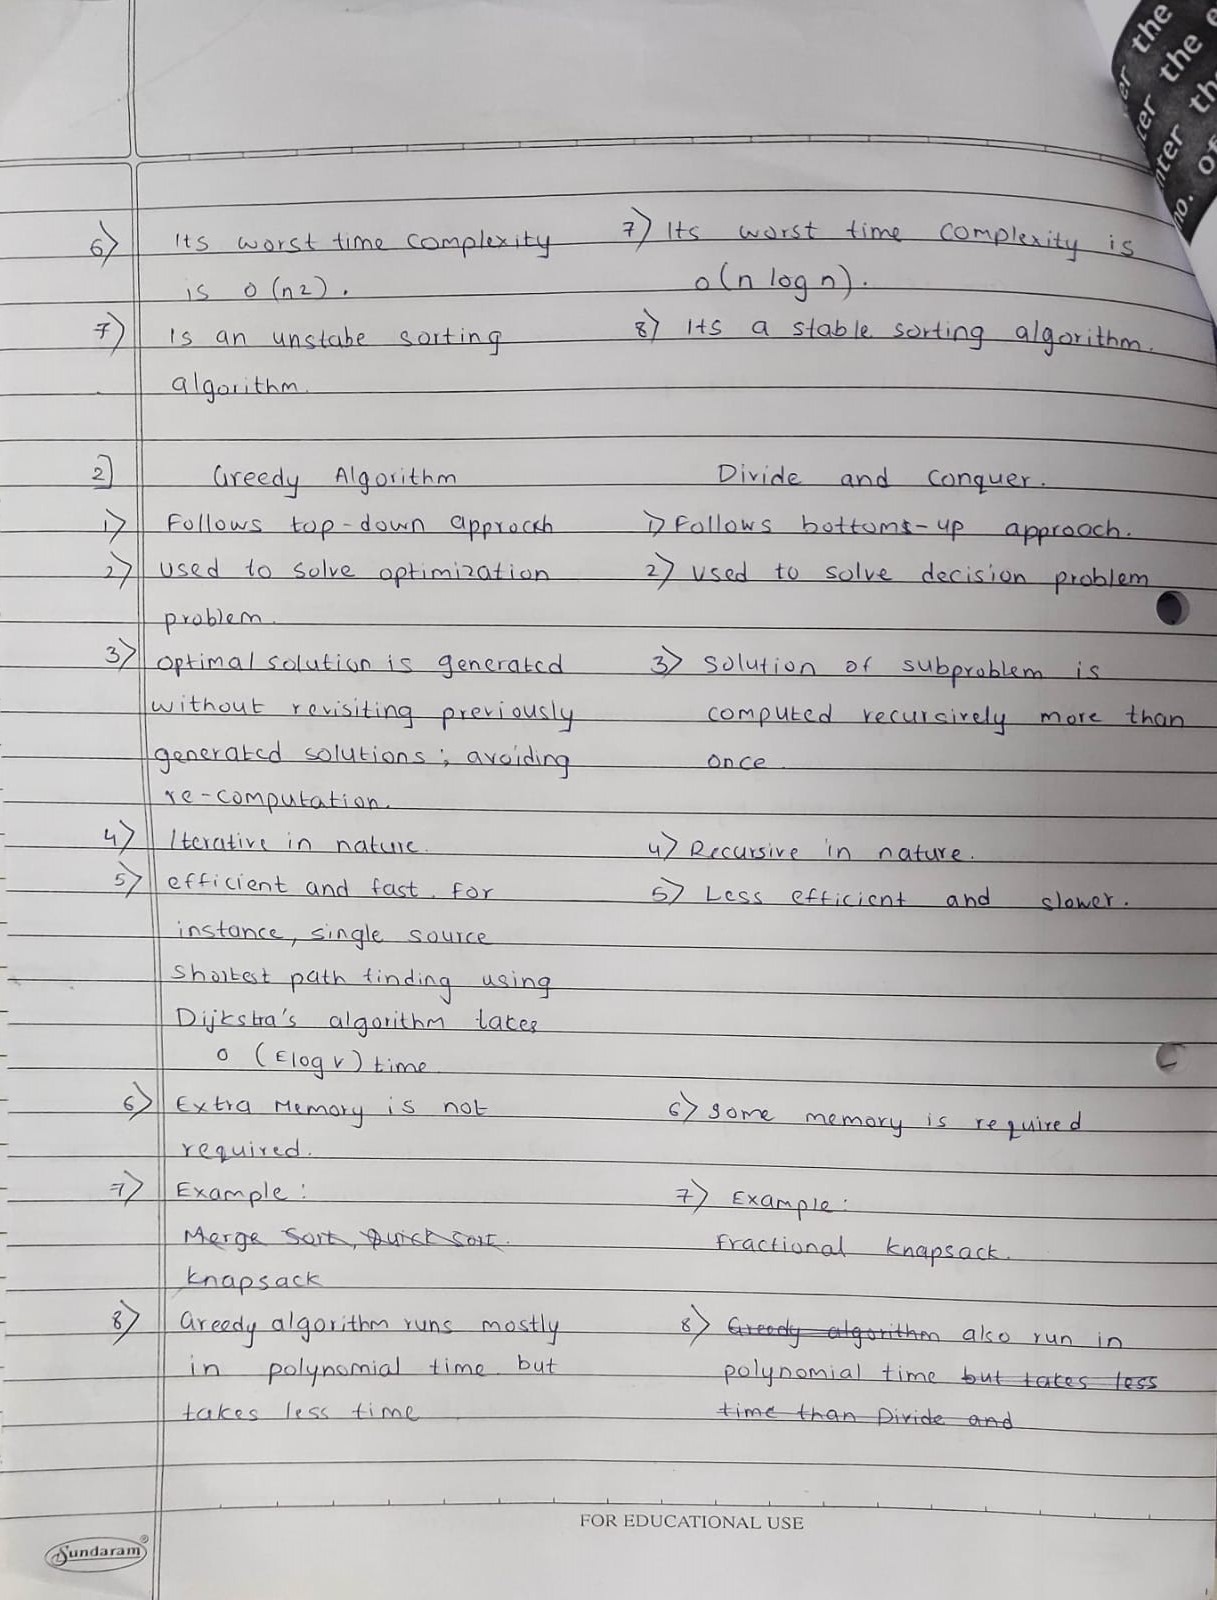 6) Its worst time complexity 7) Its worst time complexity is
is O(n2). O(n log n).
7) Is an unstabe sorting 8) Its a stable sorting algorithm.
algorithm.
2] Greedy Algorithm Divide and Conquer.
1) Follows top-down approach 1) Follows bottoms-up approach.
2) used to solve optimization 2) used to solve decision problem
problem.
3) optimal solution is generated 3) solution of subproblem is
without revisiting previously computed recursively more than
generated solutions; avoiding once.
re-computation.
4) Iterative in nature. 4) Recursive in nature.
5) efficient and fast. For 5) Less efficient and slower.
instance, single source
shortest path finding using
Dijkstra's algorithm takes
O (Elog v) time
6) Extra Memory is not 6) some memory is required
required.
7) Example: 7) Example:
Merge Sort, Quick Sort. fractional knapsack.
knapsack
8) Greedy algorithm runs mostly 8) Greedy algorithm also run in
in polynomial time but polynomial time but takes less
takes less time time than Divide and
FOR EDUCATIONAL USE
Sundaram®
er the
ter the e
nter the
no. of